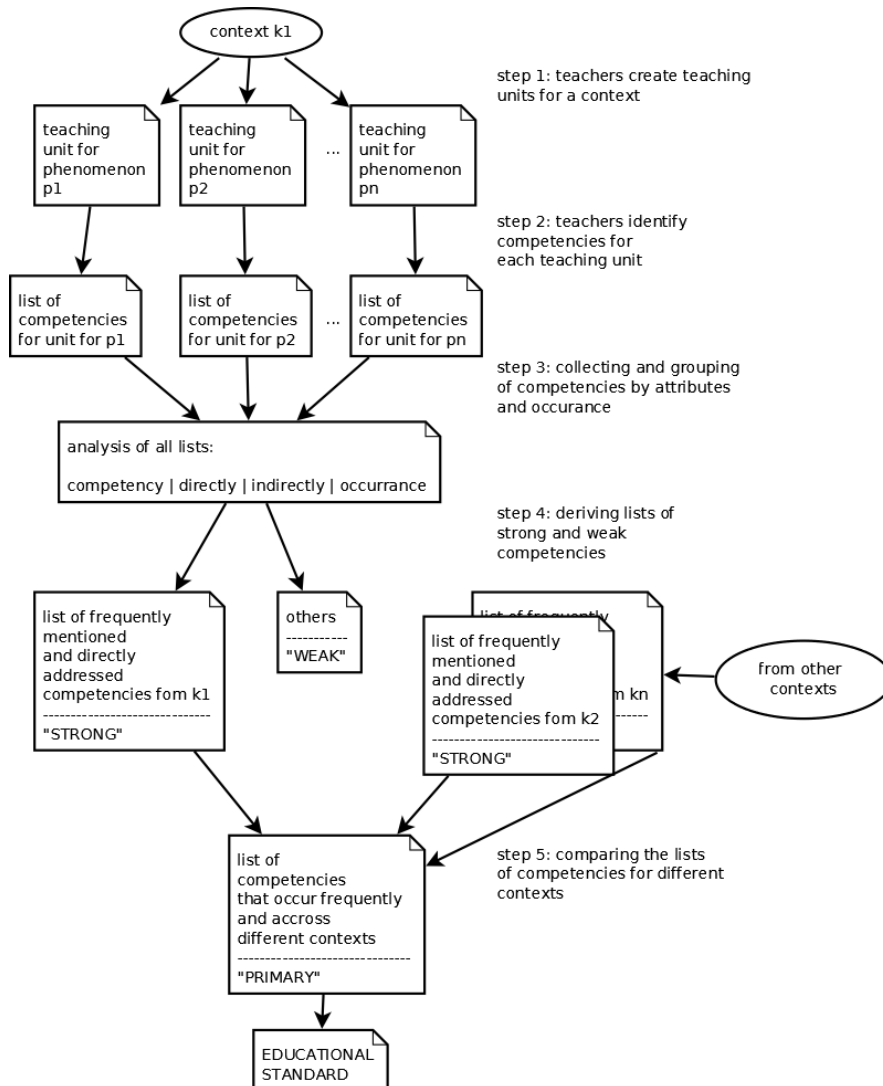 context k1
step 1: teachers create teaching
units for a context
teaching
unit for
phenomenon
p1
teaching
unit for
phenomenon
p2
...
teaching
unit for
phenomenon
pn
step 2: teachers identify
competencies for
each teaching unit
list of
competencies
for unit for p1
list of
competencies
for unit for p2
...
list of
competencies
for unit for pn
step 3: collecting and grouping
of competencies by attributes
and occurance
analysis of all lists:
competency | directly | indirectly | occurrance
step 4: deriving lists of
strong and weak
competencies
list of frequently
mentioned
and directly
addressed
competencies fom k1
--------------------------------
"STRONG"
others
-----------
"WEAK"
list of frequently
m kn
list of frequently
mentioned
and directly
addressed
competencies fom k2
--------------------------------
"STRONG"
from other
contexts
step 5: comparing the lists
of competencies for different
contexts
list of
competencies
that occur frequently
and accross
different contexts
---------------------------------
"PRIMARY"
EDUCATIONAL
STANDARD